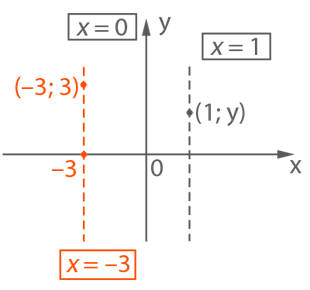 x = 0
y
x = 1
(–3; 3)
(1; y)
–3
0
x
x = –3